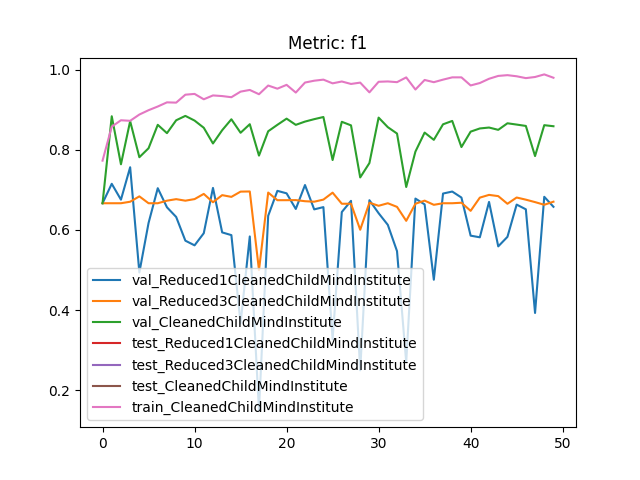 Metric: f1
1.0
0.8
0.6
0.4
0.2
val_Reduced1CleanedChildMindInstitute
val_Reduced3CleanedChildMindInstitute
val_CleanedChildMindInstitute
test_Reduced1CleanedChildMindInstitute
test_Reduced3CleanedChildMindInstitute
test_CleanedChildMindInstitute
train_CleanedChildMindInstitute
0 10 20 30 40 50